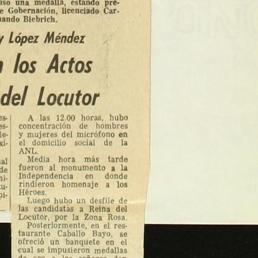 uso una medalla, estando pre-
e Gobernación, licenciado Car-
uando Biebrich.
y López Méndez
n los Actos
del Locutor
A las 12.00 horas, hubo
concentración de hombres
y mujeres del micrófono en
el domicilio social de la
ANL.
Media hora más tarde
fueron al monumento a la
Independencia en donde
rindieron homenaje a los
Héroes.
Luego hubo un desfile de
las candidatas a Reina del
Locutor, por la Zona Rosa.
Posteriormente, en el res-
taurante Caballo Bayo, se
ofreció un banquete en el
cual se impusieron medallas